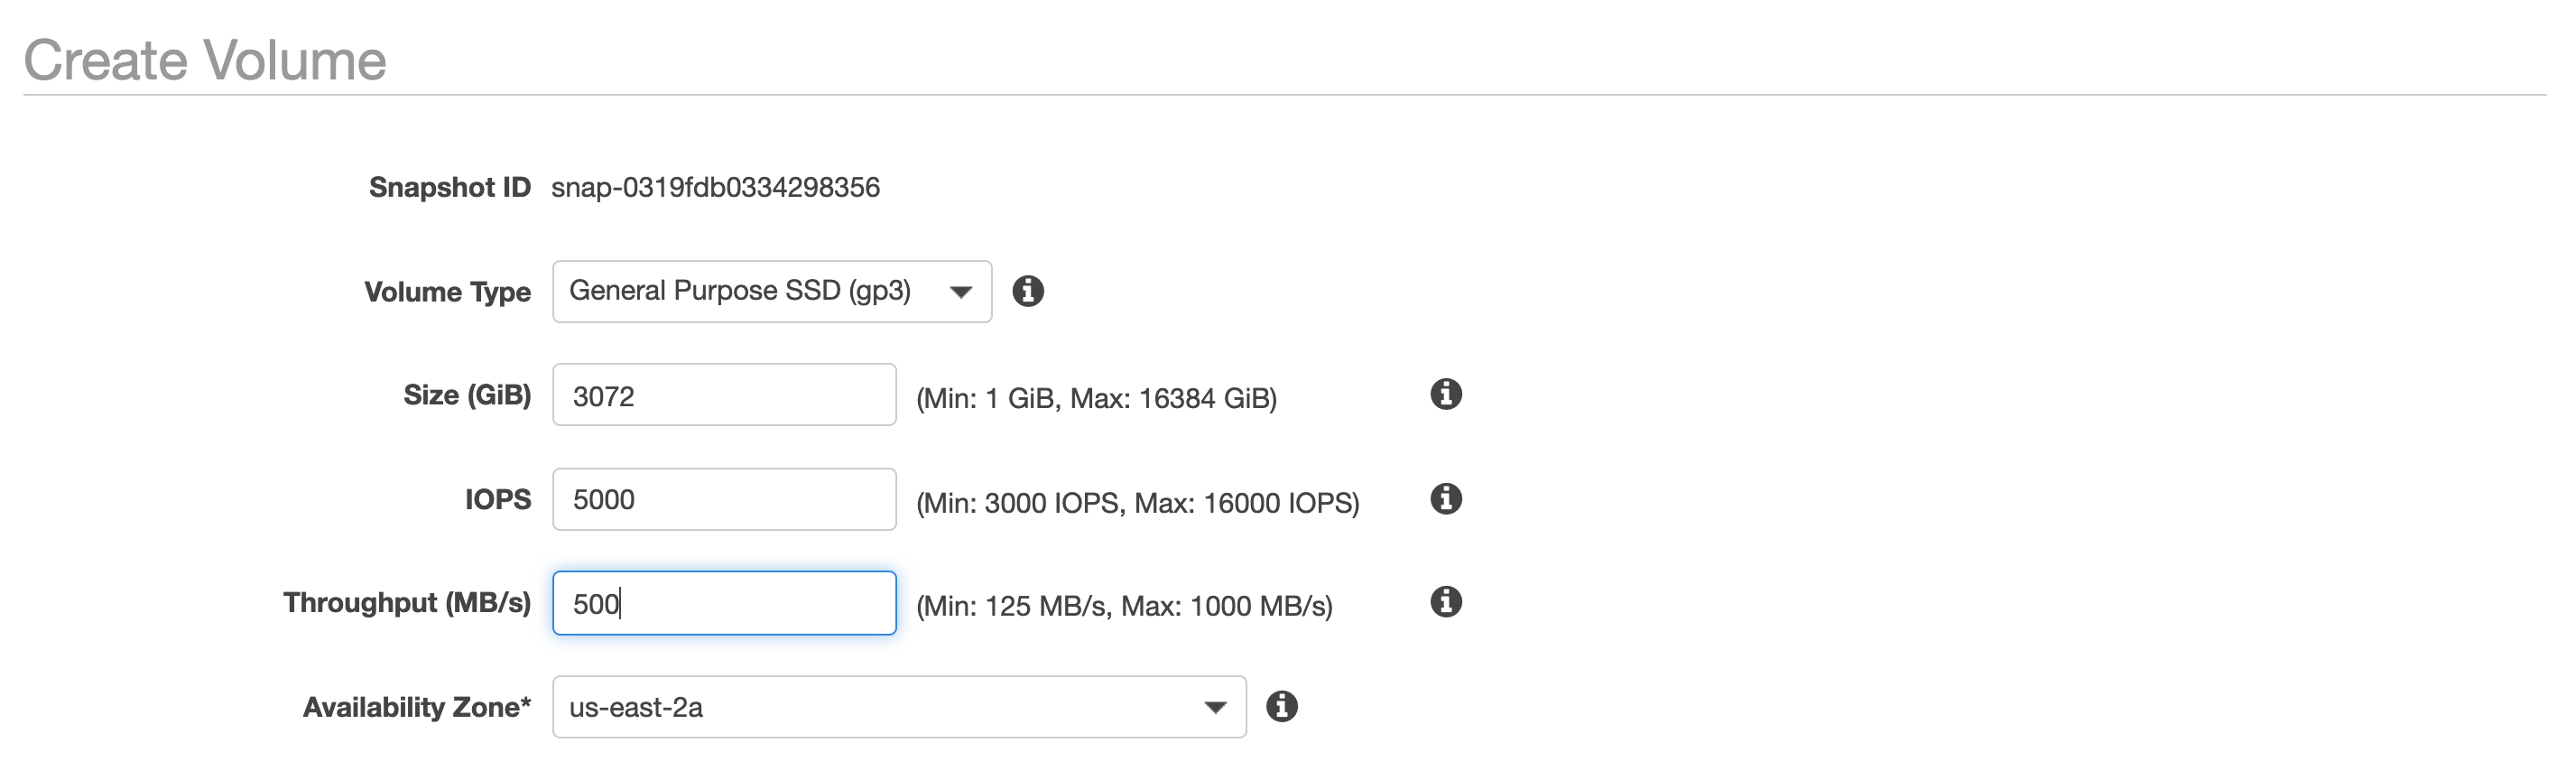 Create Volume
Snapshot ID snap-0319fdb0334298356
Volume Type General Purpose SSD (gp3)
Size (GiB) 3072 (Min: 1 GiB, Max: 16384 GiB)
IOPS 5000 (Min: 3000 IOPS, Max: 16000 IOPS)
Throughput (MB/s) 500 (Min: 125 MB/s, Max: 1000 MB/s)
Availability Zone* us-east-2a